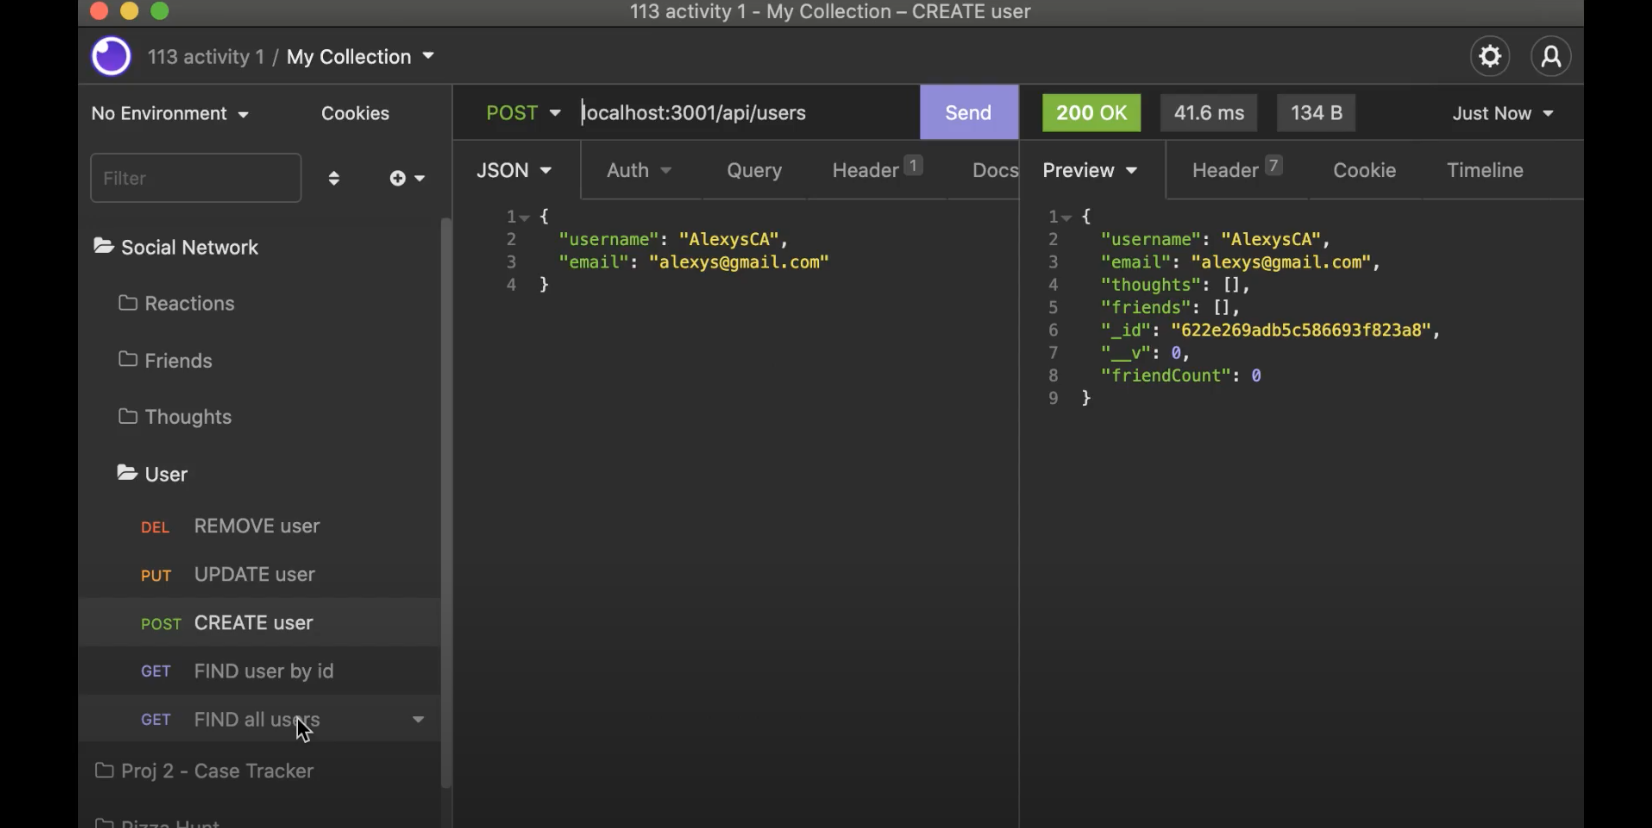 113 activity 1 - My Collection – CREATE user
113 activity 1 / My Collection
No Environment Cookies
Filter
Social Network
Reactions
Friends
Thoughts
User
DEL REMOVE user
PUT UPDATE user
POST CREATE user
GET FIND user by id
GET FIND all users
Proj 2 - Case Tracker
Pizza Hunt
POST localhost:3001/api/users Send
JSON Auth Query Header 1 Docs
1 {
2 "username": "AlexysCA",
3 "email": "alexys@gmail.com"
4 }
200 OK 41.6 ms 134 B Just Now
Preview Header 7 Cookie Timeline
1 {
2 "username": "AlexysCA",
3 "email": "alexys@gmail.com",
4 "thoughts": [],
5 "friends": [],
6 "_id": "622e269adb5c586693f823a8",
7 "__v": 0,
8 "friendCount": 0
9 }